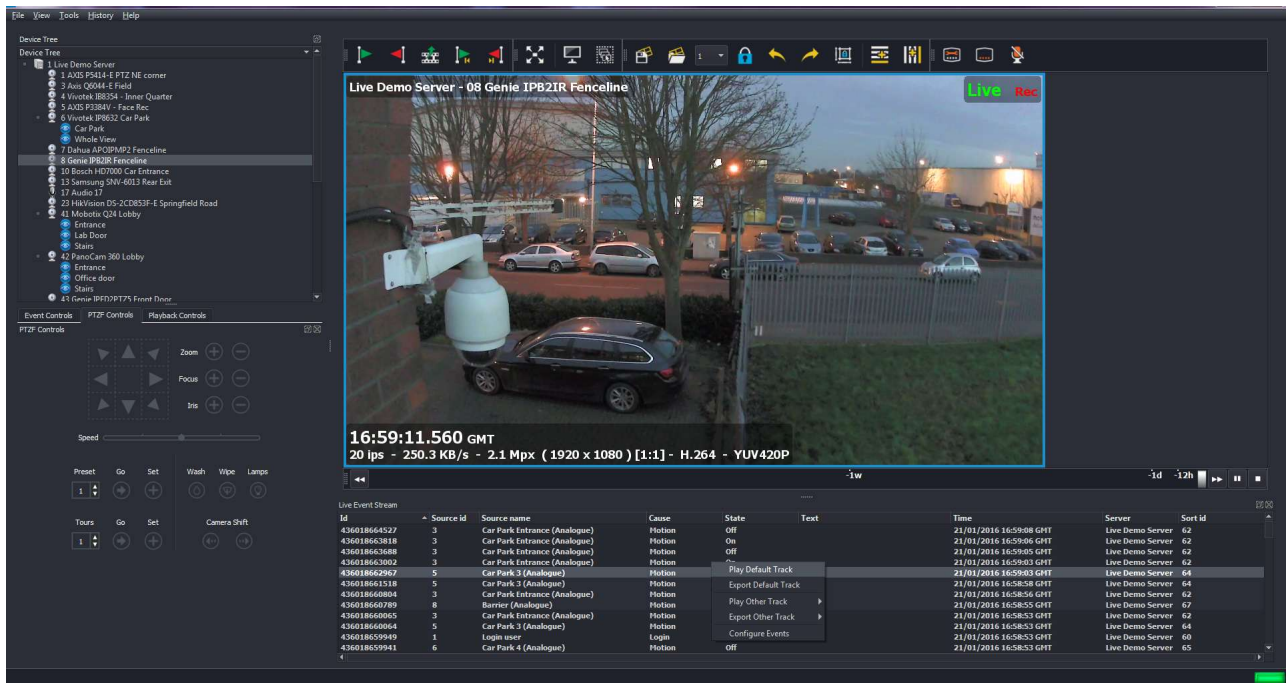 File View Tools History Help
Device Tree
Device Tree
1 Live Demo Server
1 AXIS P5414-E PTZ NE corner
3 Axis Q6044-E Field
4 Vivotek IB8354 - Inner Quarter
5 AXIS P3384V - Face Rec
6 Vivotek IP8632 Car Park
Car Park
Whole View
7 Dahua APOIPMP2 Fenceline
8 Genie IPB2IR Fenceline
10 Bosch HD7000 Car Entrance
13 Samsung SNV-6013 Rear Exit
17 Audio 17
23 HikVision DS-2CD853F-E Springfield Road
41 Mobotix Q24 Lobby
Entrance
Lab Door
Stairs
42 PanoCam 360 Lobby
Entrance
Office door
Stairs
43 Genie IPFD2PTZ5 Front Door
Event Controls PTZF Controls Playback Controls
PTZF Controls
Zoom
Focus
Iris
Speed
Preset Go Set Wash Wipe Lamps
1
Tours Go Set Camera Shift
1
1
Live Demo Server - 08 Genie IPB2IR Fenceline
Live Rec
16:59:11.560 GMT
20 ips - 250.3 KB/s - 2.1 Mpx ( 1920 x 1080 ) [1:1] - H.264 - YUV420P
-1w -1d -12h
Live Event Stream
Id Source id Source name Cause State Text Time Server Sort id
436018664527 3 Car Park Entrance (Analogue) Motion Off 21/01/2016 16:59:08 GMT Live Demo Server 62
436018663818 3 Car Park Entrance (Analogue) Motion On 21/01/2016 16:59:06 GMT Live Demo Server 62
436018663688 3 Car Park Entrance (Analogue) Motion Off 21/01/2016 16:59:05 GMT Live Demo Server 62
436018663002 3 Car Park Entrance (Analogue) Motion On 21/01/2016 16:59:03 GMT Live Demo Server 62
436018662967 5 Car Park 3 (Analogue) Motion 21/01/2016 16:59:03 GMT Live Demo Server 64
436018661518 5 Car Park 3 (Analogue) Motion 21/01/2016 16:58:58 GMT Live Demo Server 64
436018660804 3 Car Park Entrance (Analogue) Motion 21/01/2016 16:58:56 GMT Live Demo Server 62
436018660789 8 Barrier (Analogue) Motion 21/01/2016 16:58:55 GMT Live Demo Server 67
436018660065 3 Car Park Entrance (Analogue) Motion 21/01/2016 16:58:53 GMT Live Demo Server 62
436018660064 5 Car Park 3 (Analogue) Motion 21/01/2016 16:58:53 GMT Live Demo Server 64
436018659949 1 Login user Login 21/01/2016 16:58:53 GMT Live Demo Server 60
436018659941 6 Car Park 4 (Analogue) Motion Off 21/01/2016 16:58:53 GMT Live Demo Server 65
Play Default Track
Export Default Track
Play Other Track
Export Other Track
Configure Events